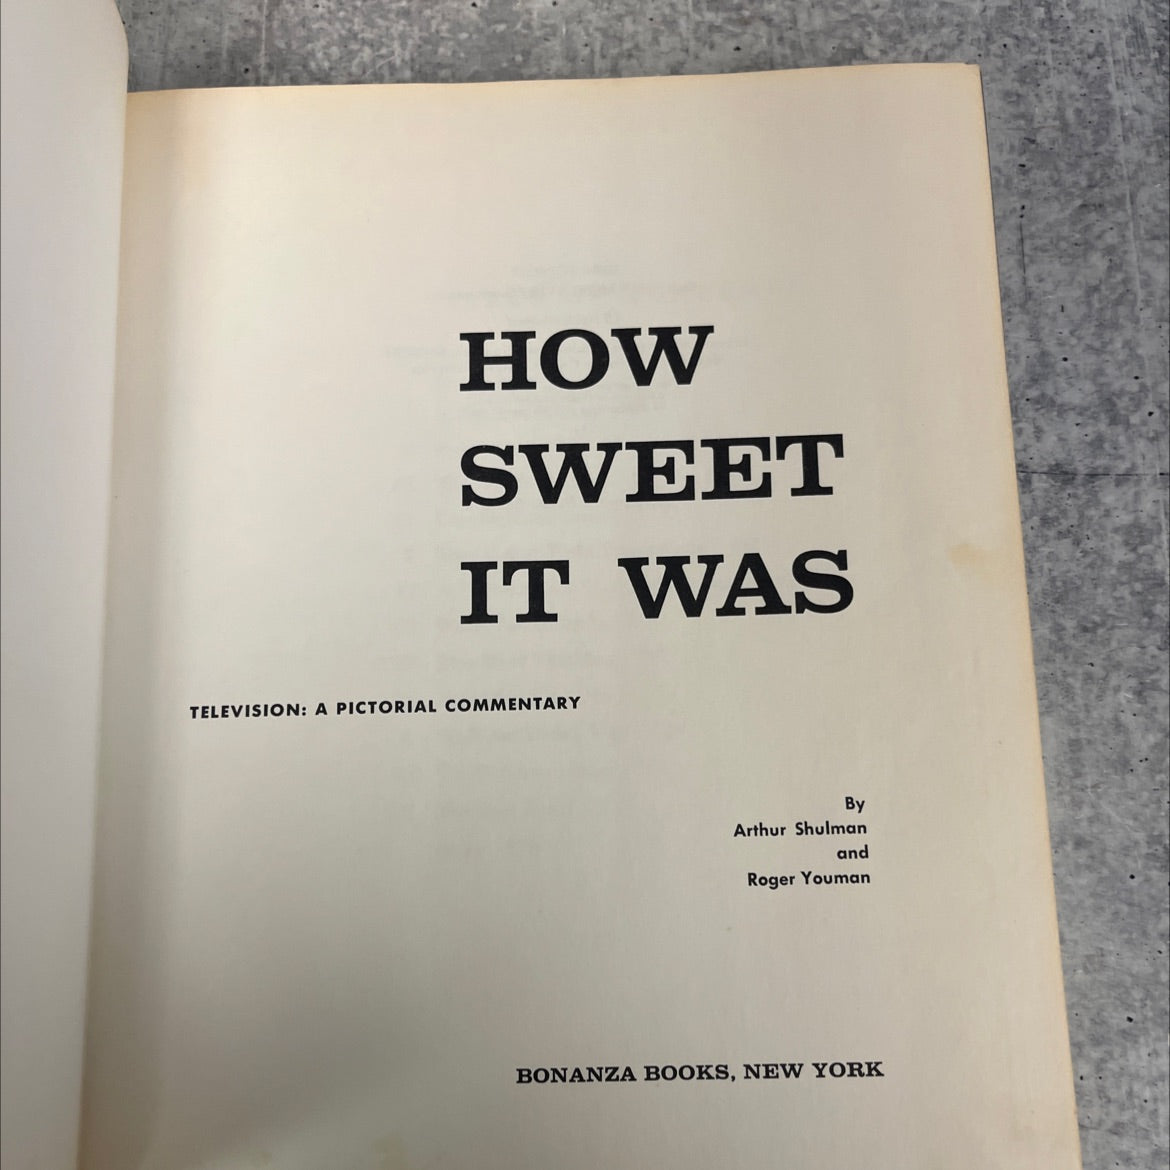 HOW
SWEET
IT WAS
TELEVISION: A PICTORIAL COMMENTARY
By
Arthur Shulman
and
Roger Youman
BONANZA BOOKS, NEW YORK